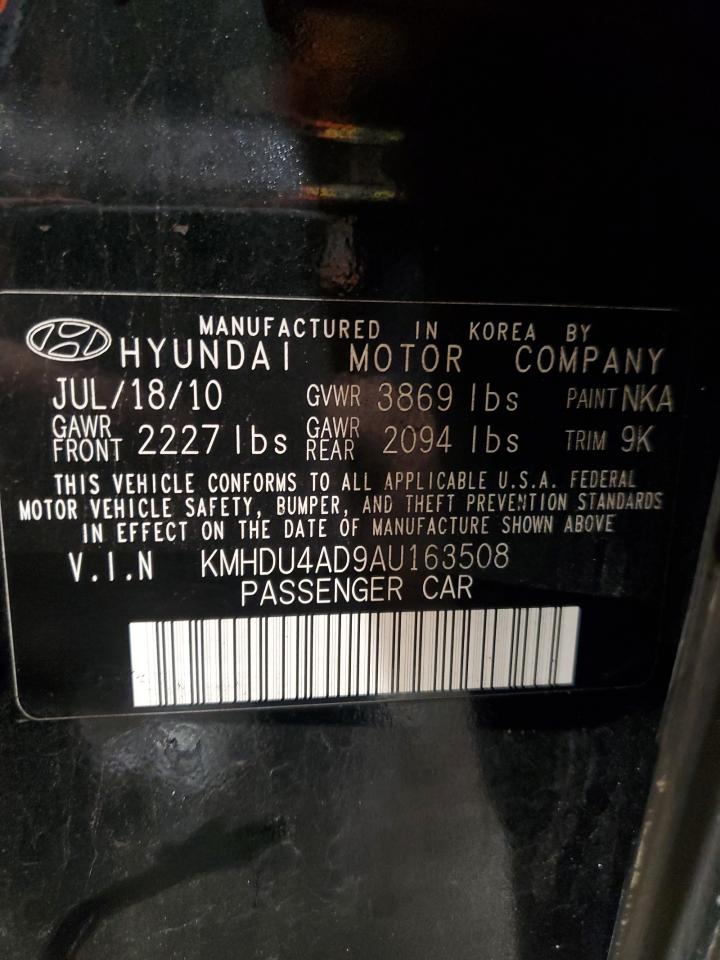 MANUFACTURED IN KOREA BY
HYUNDAI MOTOR COMPANY
JUL/18/10 GVWR 3869 lbs PAINT NKA
GAWR FRONT 2227 lbs GAWR REAR 2094 lbs TRIM 9K
THIS VEHICLE CONFORMS TO ALL APPLICABLE U.S.A. FEDERAL
MOTOR VEHICLE SAFETY, BUMPER, AND THEFT PREVENTION STANDARDS
IN EFFECT ON THE DATE OF MANUFACTURE SHOWN ABOVE
V.I.N KMHDU4AD9AU163508
PASSENGER CAR